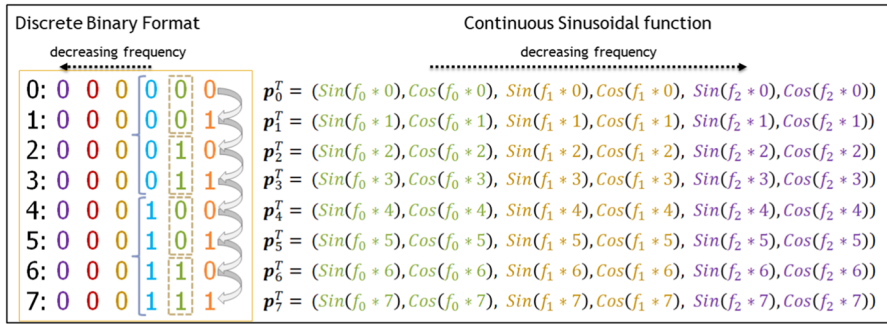 Discrete Binary Format
decreasing frequency
0: 0 0 0 0 0 0
1: 0 0 0 0 0 1
2: 0 0 0 0 1 0
3: 0 0 0 0 1 1
4: 0 0 0 1 0 0
5: 0 0 0 1 0 1
6: 0 0 0 1 1 0
7: 0 0 0 1 1 1
Continuous Sinusoidal function
decreasing frequency
p_0^T = (Sin(f_0 * 0), Cos(f_0 * 0), Sin(f_1 * 0), Cos(f_1 * 0), Sin(f_2 * 0), Cos(f_2 * 0))
p_1^T = (Sin(f_0 * 1), Cos(f_0 * 1), Sin(f_1 * 1), Cos(f_1 * 1), Sin(f_2 * 1), Cos(f_2 * 1))
p_2^T = (Sin(f_0 * 2), Cos(f_0 * 2), Sin(f_1 * 2), Cos(f_1 * 2), Sin(f_2 * 2), Cos(f_2 * 2))
p_3^T = (Sin(f_0 * 3), Cos(f_0 * 3), Sin(f_1 * 3), Cos(f_1 * 3), Sin(f_2 * 3), Cos(f_2 * 3))
p_4^T = (Sin(f_0 * 4), Cos(f_0 * 4), Sin(f_1 * 4), Cos(f_1 * 4), Sin(f_2 * 4), Cos(f_2 * 4))
p_5^T = (Sin(f_0 * 5), Cos(f_0 * 5), Sin(f_1 * 5), Cos(f_1 * 5), Sin(f_2 * 5), Cos(f_2 * 5))
p_6^T = (Sin(f_0 * 6), Cos(f_0 * 6), Sin(f_1 * 6), Cos(f_1 * 6), Sin(f_2 * 6), Cos(f_2 * 6))
p_7^T = (Sin(f_0 * 7), Cos(f_0 * 7), Sin(f_1 * 7), Cos(f_1 * 7), Sin(f_2 * 7), Cos(f_2 * 7))